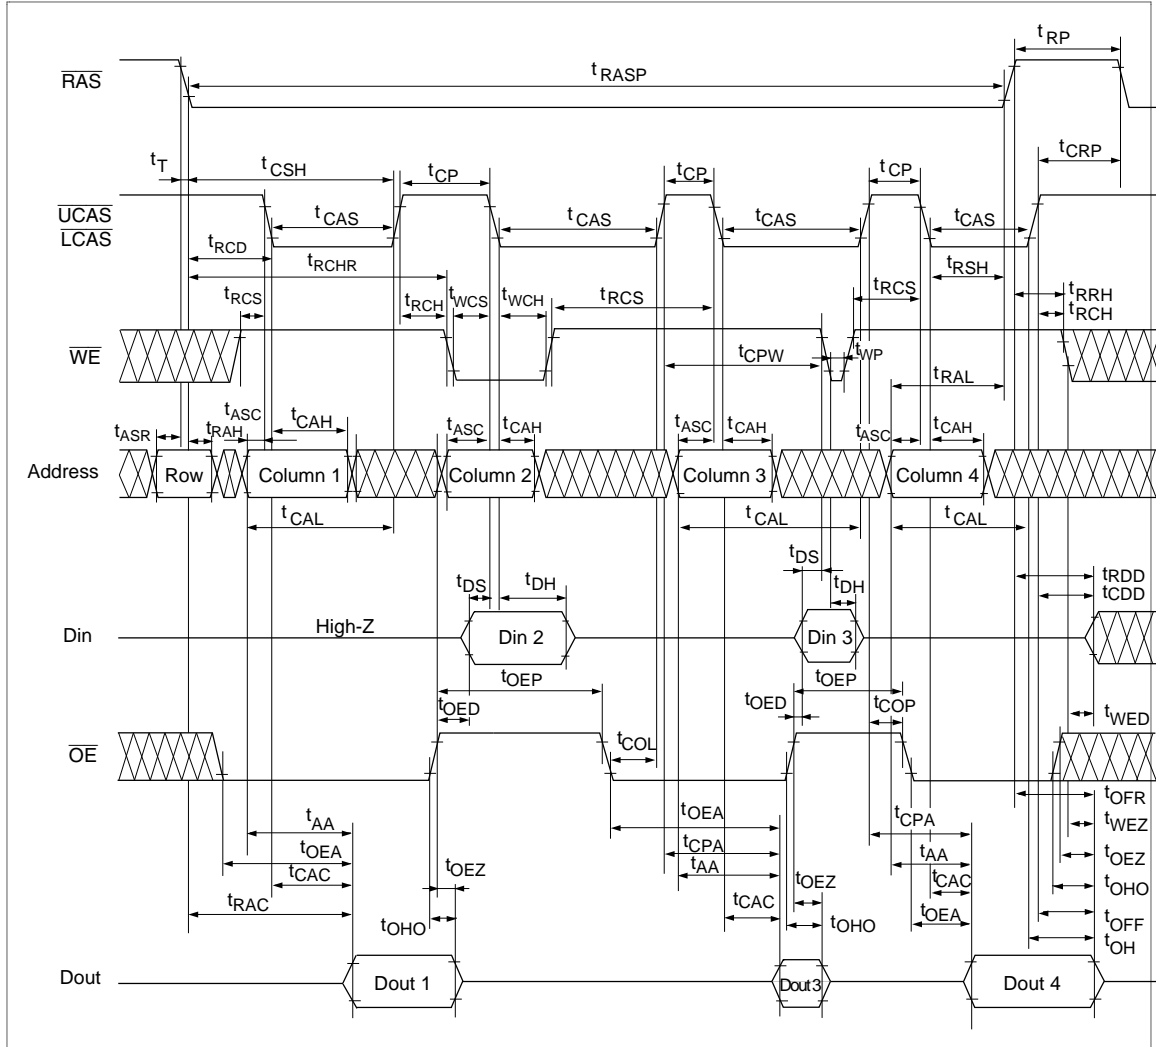 tRP
RAS
tRASP
tT tCSH tCP tCP tCP tCRP
UCAS
LCAS
tCAS tCAS tCAS tCAS
tRCD
tRCHR tRSH
tRCS tRCH tWCS tWCH tRCS tRCS tRRH
tRCH
WE
tCPW tWP
tRAL
tASR tRAH tASC tCAH tASC tCAH tASC tCAH tASC tCAH
Address Row Column 1 Column 2 Column 3 Column 4
tCAL tCAL tCAL
tDS tDH tDS tDH tRDD
tCDD
Din High-Z Din 2 Din 3
tOEP tOEP
tOED tOED tCOP tWED
OE
tCOL
tOFR
tAA tOEA tCPA tWEZ
tOEA tCPA tAA tOEZ
tCAC tOEZ tAA tOEZ tCAC tOHO
tRAC tOHO tCAC tOHO tOEA tOFF
tOH
Dout Dout 1 Dout 3 Dout 4